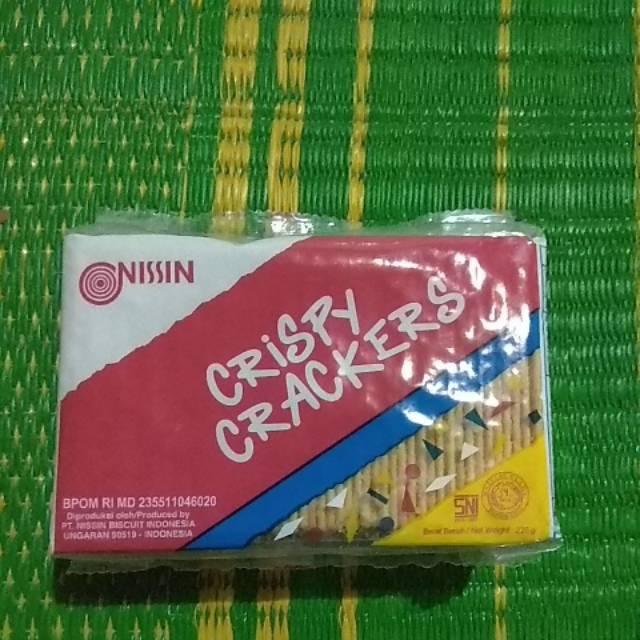 NISSIN
CRiSPY
CRACKERS
BPOM RI MD 235511046020
Diproduksi oleh/Produced by
PT. NISSIN BISCUIT INDONESIA
UNGARAN 50519 - INDONESIA
SNI
Berat Bersih / Net Weight : 225 g